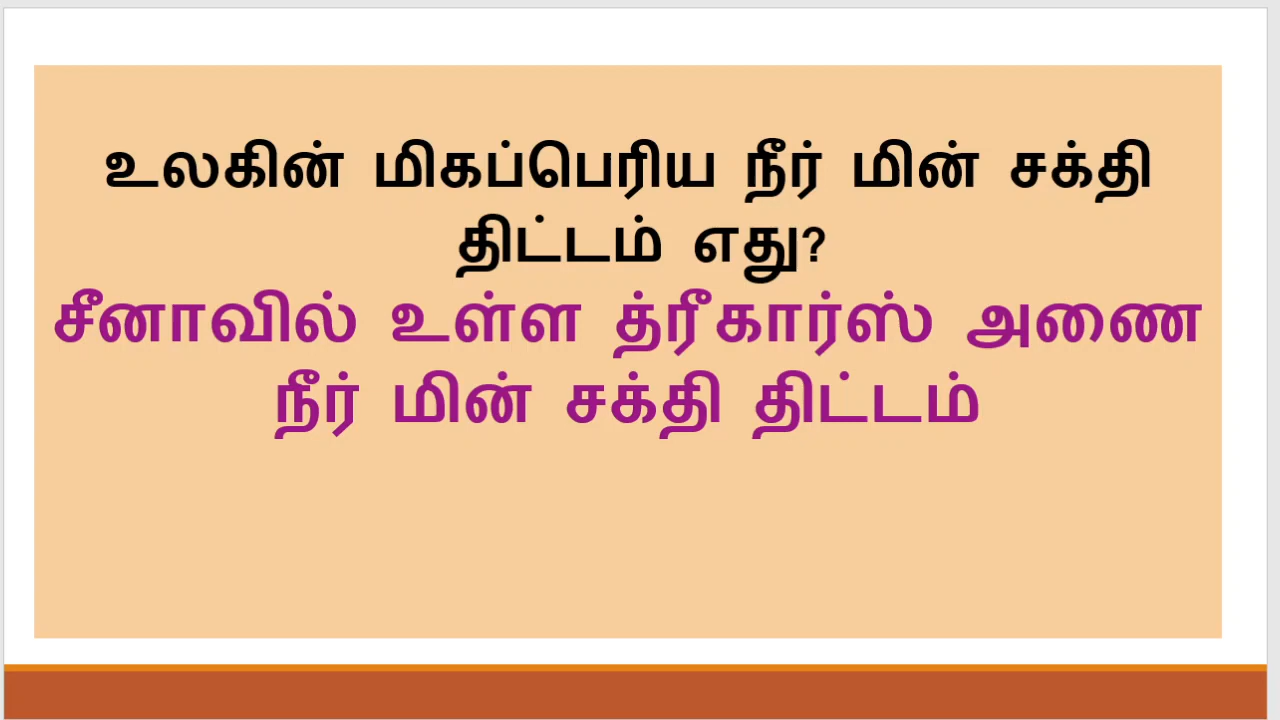 உலகின் மிகப்பெரிய நீர் மின் சக்தி
திட்டம் எது?
சீனாவில் உள்ள த்ரீகார்ஸ் அணை
நீர் மின் சக்தி திட்டம்